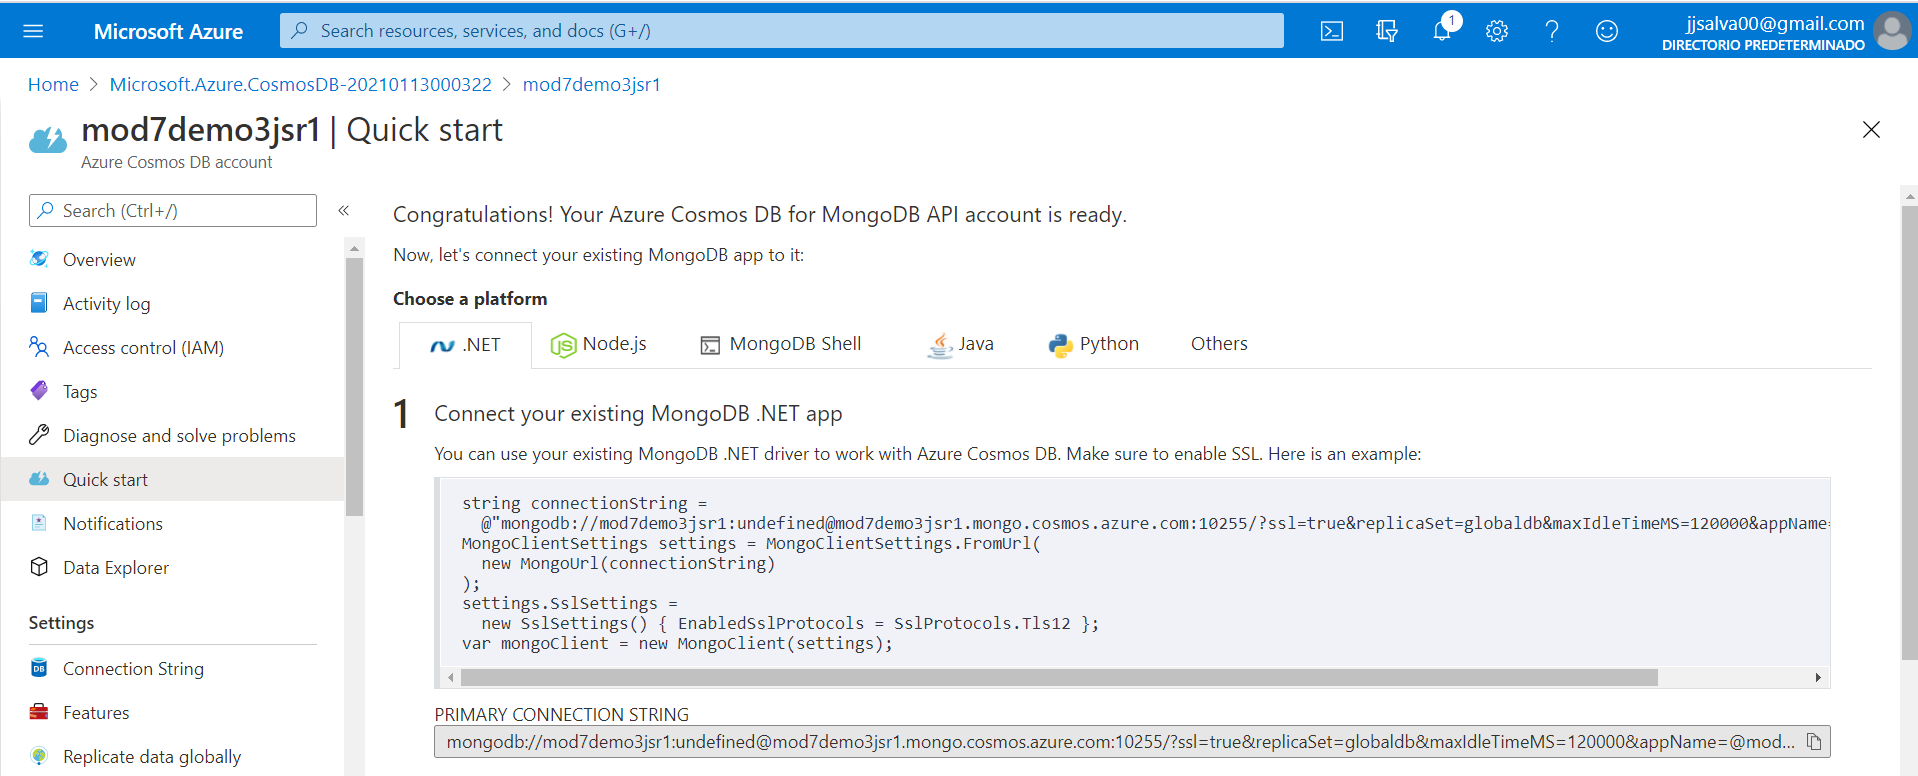 Microsoft Azure
Search resources, services, and docs (G+/)
1
jjsalva00@gmail.com
DIRECTORIO PREDETERMINADO
Home > Microsoft.Azure.CosmosDB-20210113000322 > mod7demo3jsr1
mod7demo3jsr1 | Quick start
Azure Cosmos DB account
Search (Ctrl+/)
«
Overview
Activity log
Access control (IAM)
Tags
Diagnose and solve problems
Quick start
Notifications
Data Explorer
Settings
Connection String
Features
Replicate data globally
Congratulations! Your Azure Cosmos DB for MongoDB API account is ready.
Now, let's connect your existing MongoDB app to it:
Choose a platform
.NET
Node.js
MongoDB Shell
Java
Python
Others
1 Connect your existing MongoDB .NET app
You can use your existing MongoDB .NET driver to work with Azure Cosmos DB. Make sure to enable SSL. Here is an example:
string connectionString =
@"mongodb://mod7demo3jsr1:undefined@mod7demo3jsr1.mongo.cosmos.azure.com:10255/?ssl=true&replicaSet=globaldb&maxIdleTimeMS=120000&appName=
MongoClientSettings settings = MongoClientSettings.FromUrl(
new MongoUrl(connectionString)
);
settings.SslSettings =
new SslSettings() { EnabledSslProtocols = SslProtocols.Tls12 };
var mongoClient = new MongoClient(settings);
PRIMARY CONNECTION STRING
mongodb://mod7demo3jsr1:undefined@mod7demo3jsr1.mongo.cosmos.azure.com:10255/?ssl=true&replicaSet=globaldb&maxIdleTimeMS=120000&appName=@mod...